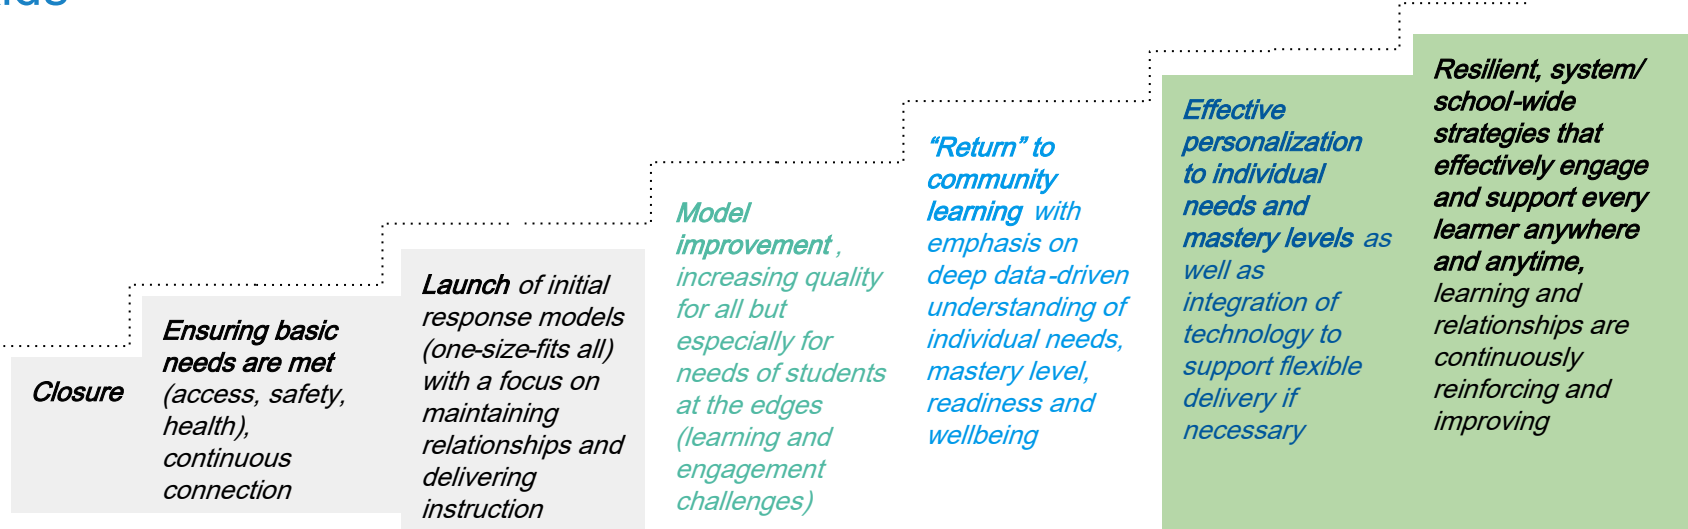 Closure
Ensuring basic
needs are met
(access, safety,
health),
continuous
connection
Launch of initial
response models
(one-size-fits all)
with a focus on
maintaining
relationships and
delivering
instruction
Model
improvement ,
increasing quality
for all but
especially for
needs of students
at the edges
(learning and
engagement
challenges)
“Return” to
community
learning with
emphasis on
deep data-driven
understanding of
individual needs,
mastery level,
readiness and
wellbeing
Effective
personalization
to individual
needs and
mastery levels as
well as
integration of
technology to
support flexible
delivery if
necessary
Resilient, system/
school-wide
strategies that
effectively engage
and support every
learner anywhere
and anytime,
learning and
relationships are
continuously
reinforcing and
improving